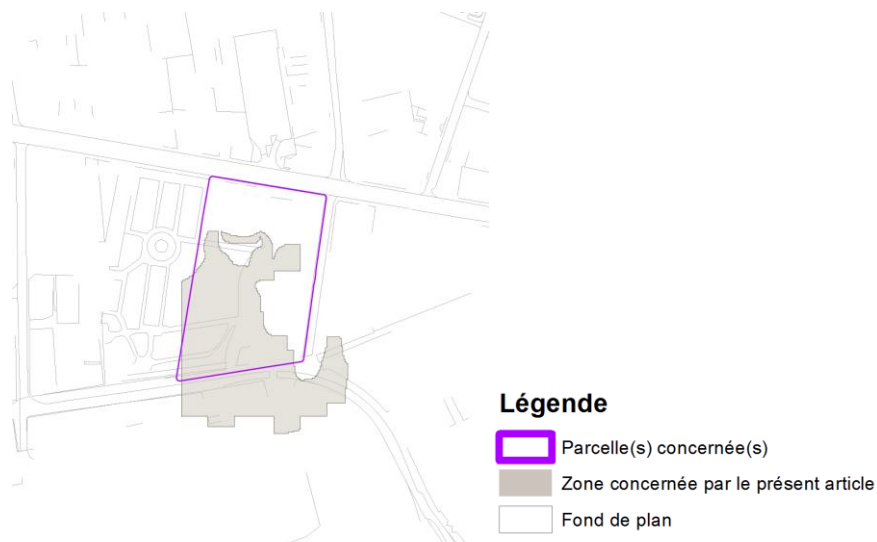 Légende
Parcelle(s) concernée(s)
Zone concernée par le présent article
Fond de plan